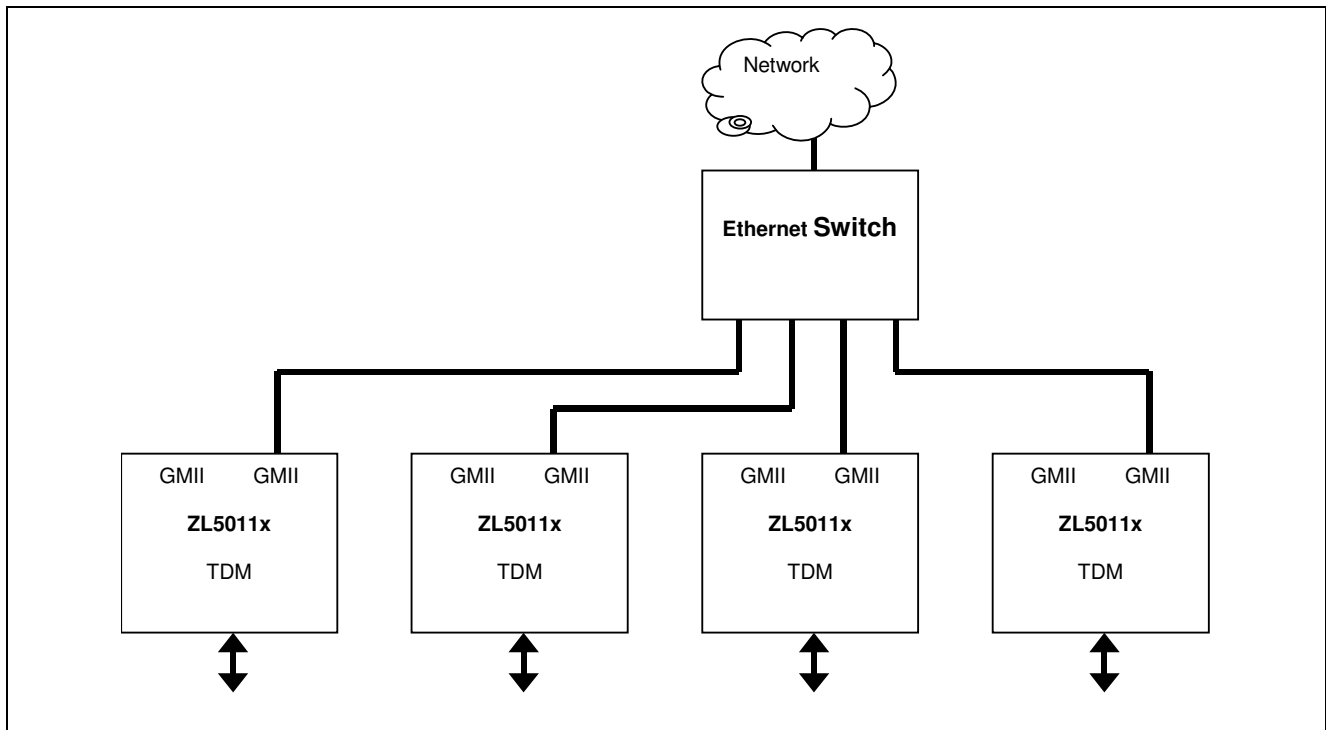 Network
Ethernet Switch
GMII GMII GMII GMII GMII GMII GMII GMII
ZL5011x ZL5011x ZL5011x ZL5011x
TDM TDM TDM TDM